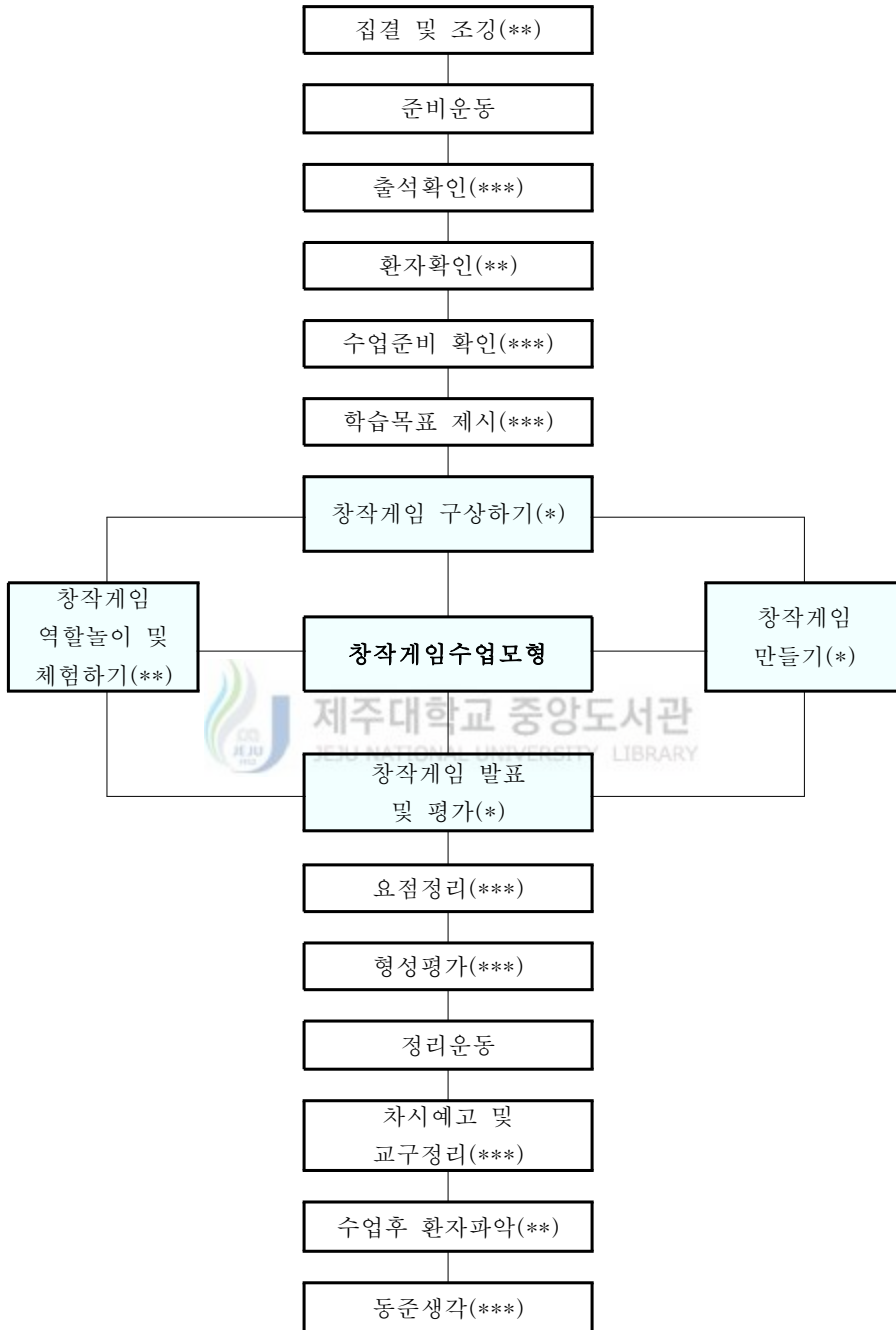 집결 및 조깅(**)
준비운동
출석확인(***)
환자확인(**)
수업준비 확인(***)
학습목표 제시(***)
창작게임 구상하기(*)
창작게임
역할놀이 및
체험하기(**)
창작게임수업모형
창작게임
만들기(*)
제주대학교 중앙도서관
JEJU NATIONAL UNIVERSITY LIBRARY
JEJU
1952
창작게임 발표
및 평가(*)
요점정리(***)
형성평가(***)
정리운동
차시예고 및
교구정리(***)
수업후 환자파악(**)
동준생각(***)